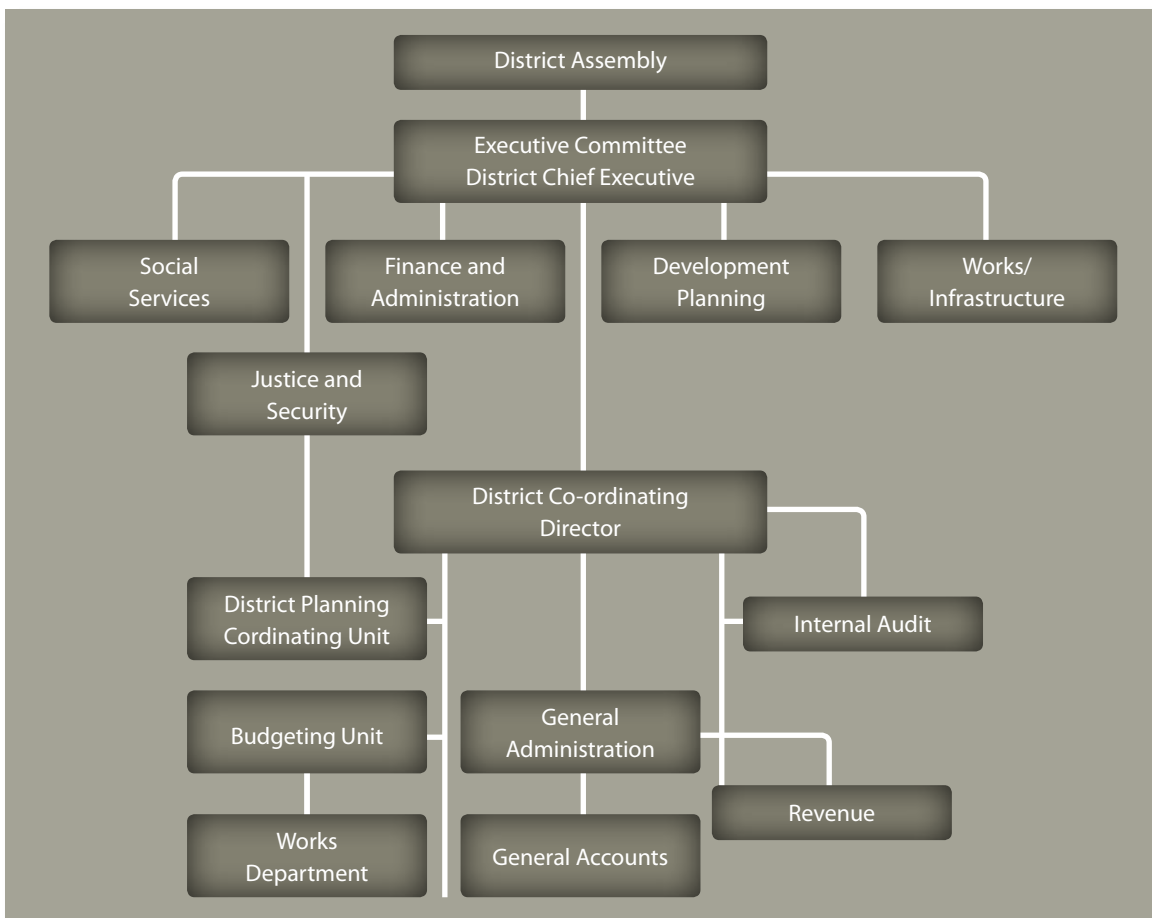 District Assembly
Executive Committee
District Chief Executive
Social
Services
Finance and
Administration
Development
Planning
Works/
Infrastructure
Justice and
Security
District Co-ordinating
Director
District Planning
Cordinating Unit
Internal Audit
Budgeting Unit
General
Administration
Revenue
Works
Department
General Accounts